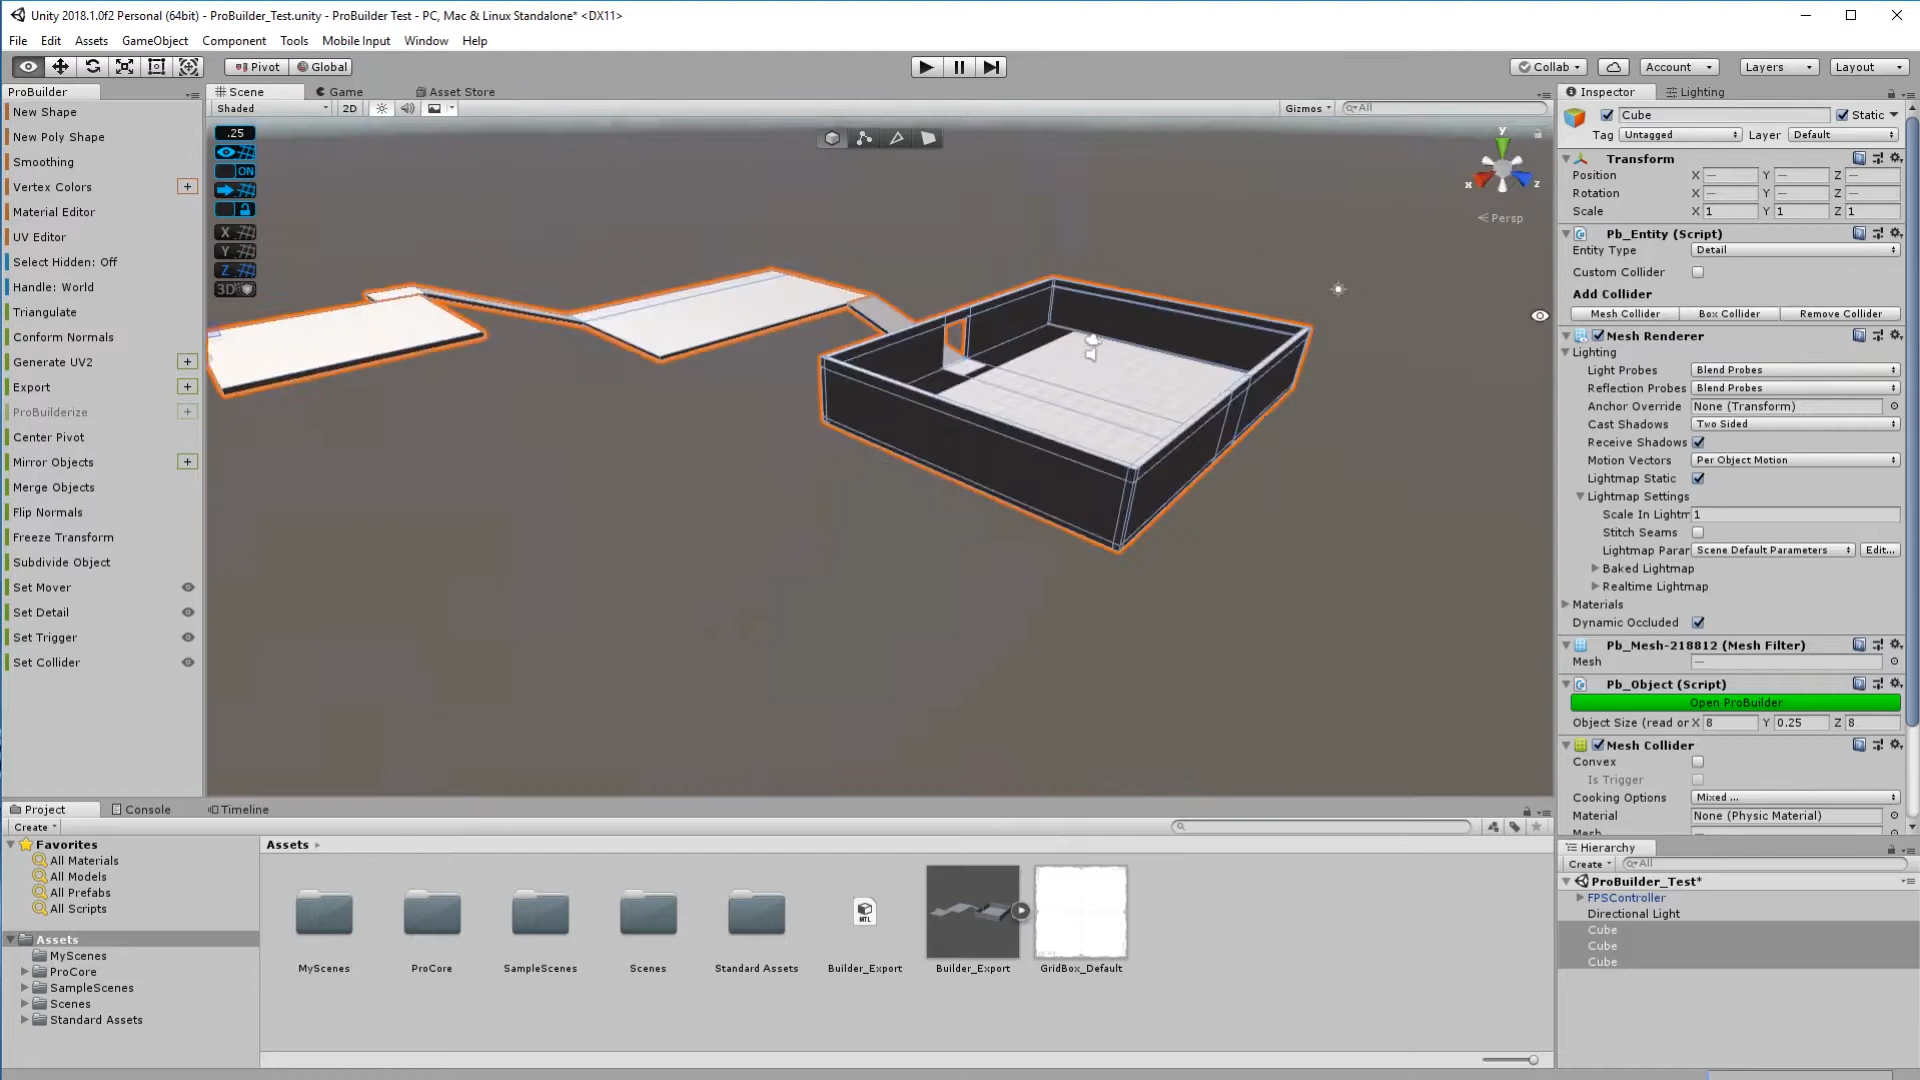 Unity 2018.1.0f2 Personal (64bit) - ProBuilder_Test.unity - ProBuilder Test - PC, Mac & Linux Standalone* <DX11>
File Edit Assets GameObject Component Tools Mobile Input Window Help
Pivot Global Collab Account Layers Layout
ProBuilder
New Shape
New Poly Shape
Smoothing
Vertex Colors +
Material Editor
UV Editor
Select Hidden: Off
Handle: World
Triangulate
Conform Normals
Generate UV2 +
Export +
ProBuilderize +
Center Pivot
Mirror Objects +
Merge Objects
Flip Normals
Freeze Transform
Subdivide Object
Set Mover
Set Detail
Set Trigger
Set Collider
Scene Game Asset Store
Shaded 2D Gizmos All
.25
ON
X
Y
Z
3D
y
x
z
Persp
Inspector Lighting
Cube Static
Tag Untagged Layer Default
Transform
Position X — Y — Z —
Rotation X — Y — Z —
Scale X 1 Y 1 Z 1
Pb_Entity (Script)
Entity Type Detail
Custom Collider
Add Collider
Mesh Collider Box Collider Remove Collider
Mesh Renderer
Lighting
Light Probes Blend Probes
Reflection Probes Blend Probes
Anchor Override None (Transform)
Cast Shadows Two Sided
Receive Shadows
Motion Vectors Per Object Motion
Lightmap Static
Lightmap Settings
Scale In Lightm 1
Stitch Seams
Lightmap Parar Scene Default Parameters Edit...
Baked Lightmap
Realtime Lightmap
Materials
Dynamic Occluded
Pb_Mesh-218812 (Mesh Filter)
Mesh —
Pb_Object (Script)
Open ProBuilder
Object Size (read or X 8 Y 0.25 Z 8
Mesh Collider
Convex
Is Trigger
Cooking Options Mixed ...
Material None (Physic Material)
Mesh
Project Console Timeline
Create
Favorites
All Materials
All Models
All Prefabs
All Scripts
Assets
MyScenes
ProCore
SampleScenes
Scenes
Standard Assets
Assets
MTL
MyScenes ProCore SampleScenes Scenes Standard Assets Builder_Export Builder_Export GridBox_Default
Hierarchy
Create All
ProBuilder_Test*
FPSController
Directional Light
Cube
Cube
Cube